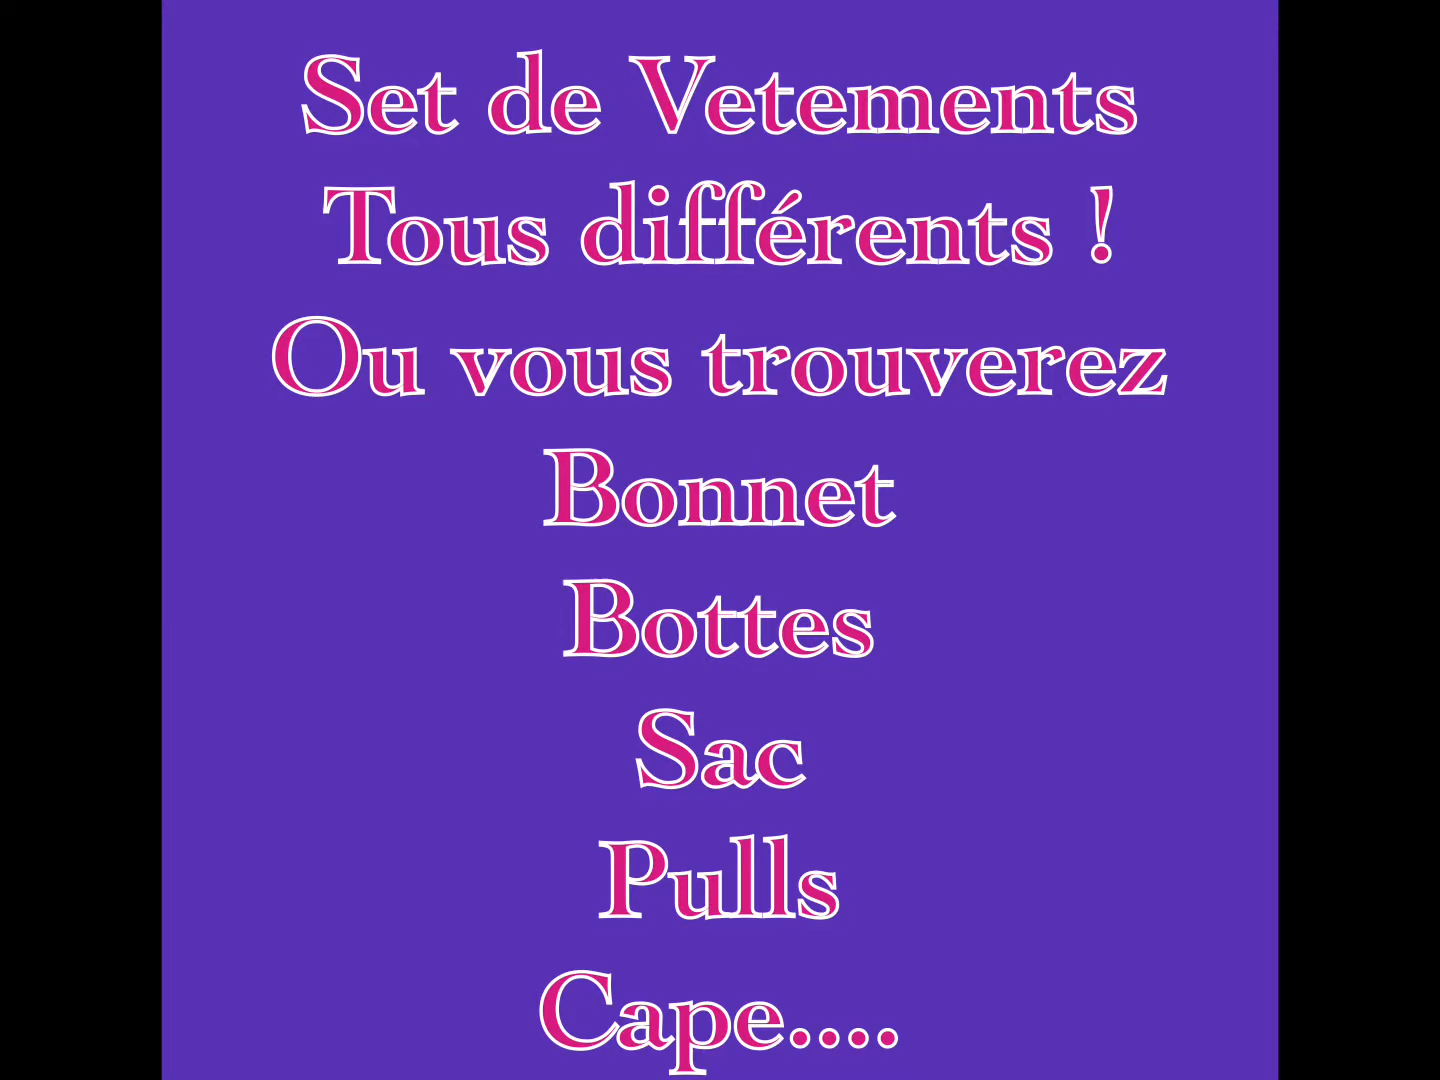 Set de Vetements
Tous différents !
Ou vous trouverez
Bonnet
Bottes
Sac
Pulls
Cape....